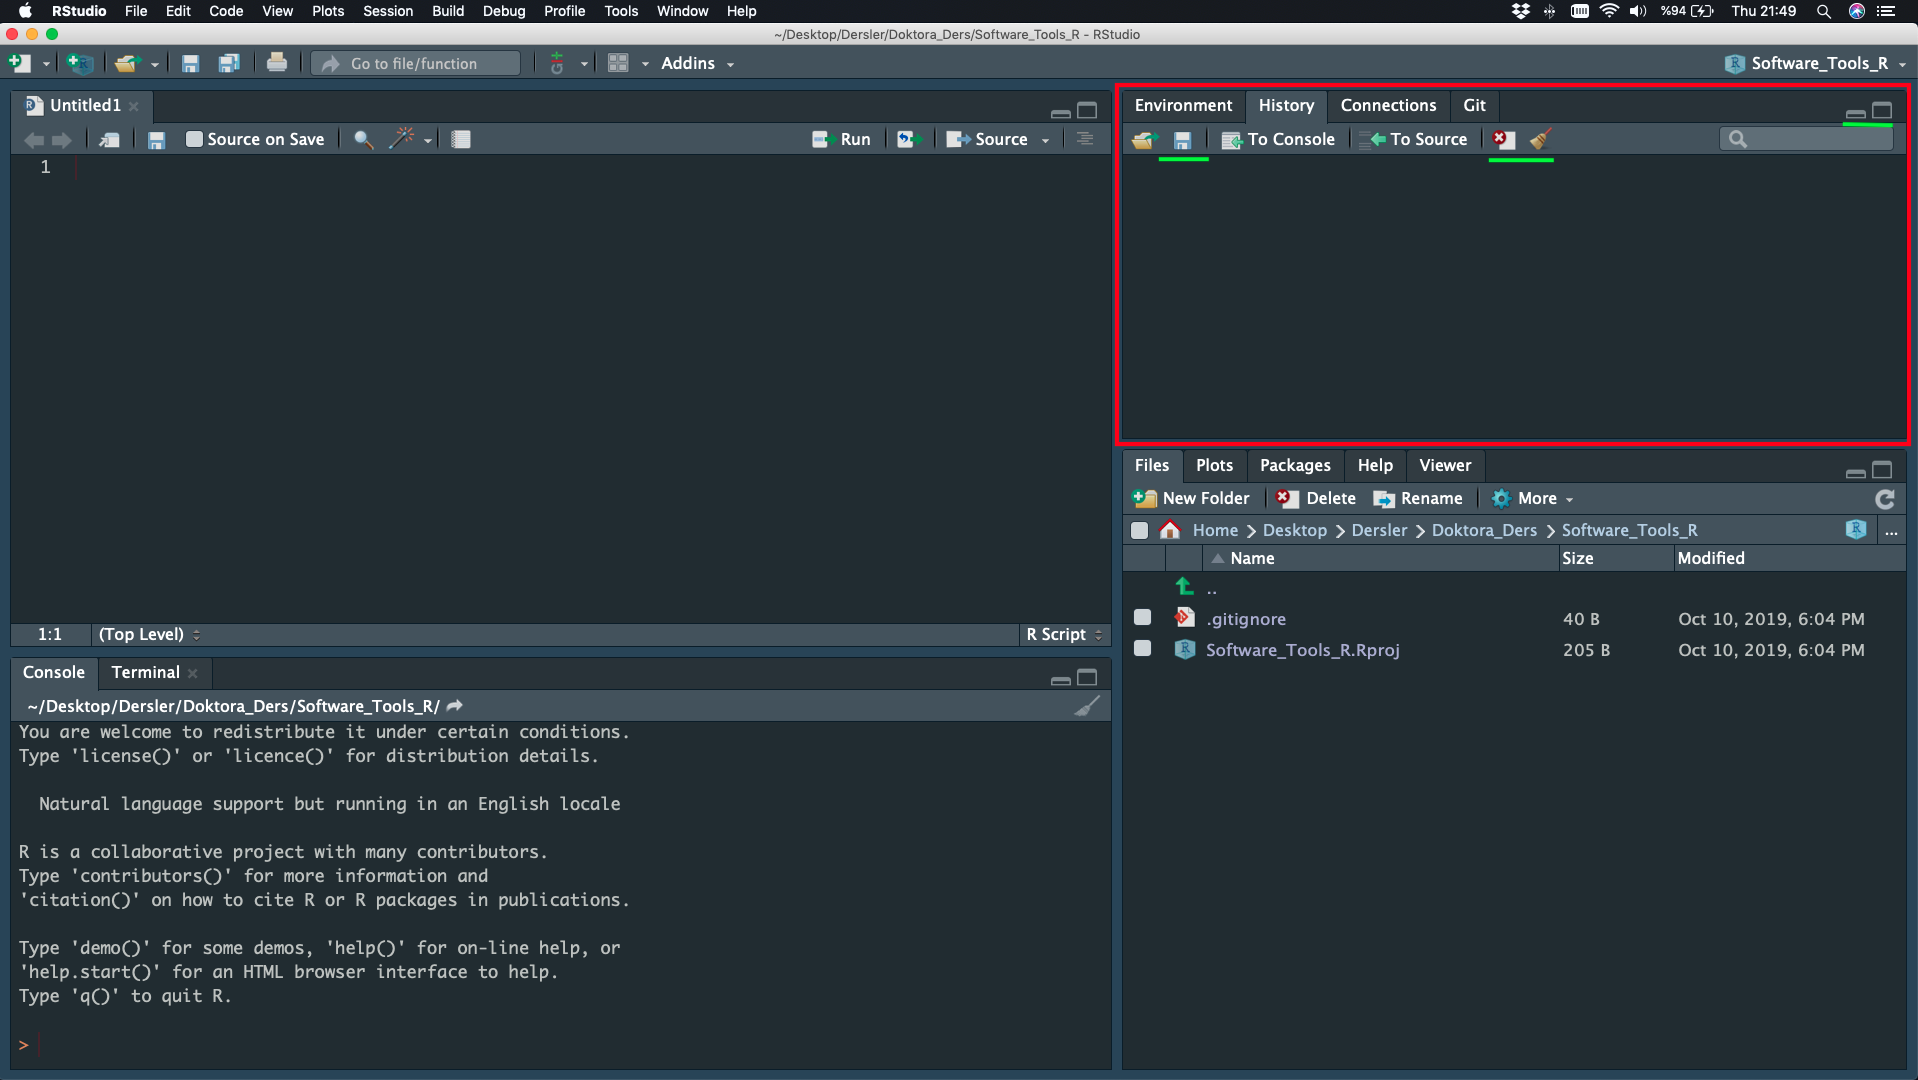 RStudio File Edit Code View Plots Session Build Debug Profile Tools Window Help %94 Thu 21:49
~/Desktop/Dersler/Doktora_Ders/Software_Tools_R - RStudio
Go to file/function Addins Software_Tools_R
Untitled1
Source on Save Run Source
1
1:1 (Top Level) R Script
Console Terminal
~/Desktop/Dersler/Doktora_Ders/Software_Tools_R/
You are welcome to redistribute it under certain conditions.
Type 'license()' or 'licence()' for distribution details.
Natural language support but running in an English locale
R is a collaborative project with many contributors.
Type 'contributors()' for more information and
'citation()' on how to cite R or R packages in publications.
Type 'demo()' for some demos, 'help()' for on-line help, or
'help.start()' for an HTML browser interface to help.
Type 'q()' to quit R.
>
Environment History Connections Git
To Console To Source
Files Plots Packages Help Viewer
New Folder Delete Rename More
Home Desktop Dersler Doktora_Ders Software_Tools_R ...
Name Size Modified
..
.gitignore 40 B Oct 10, 2019, 6:04 PM
Software_Tools_R.Rproj 205 B Oct 10, 2019, 6:04 PM